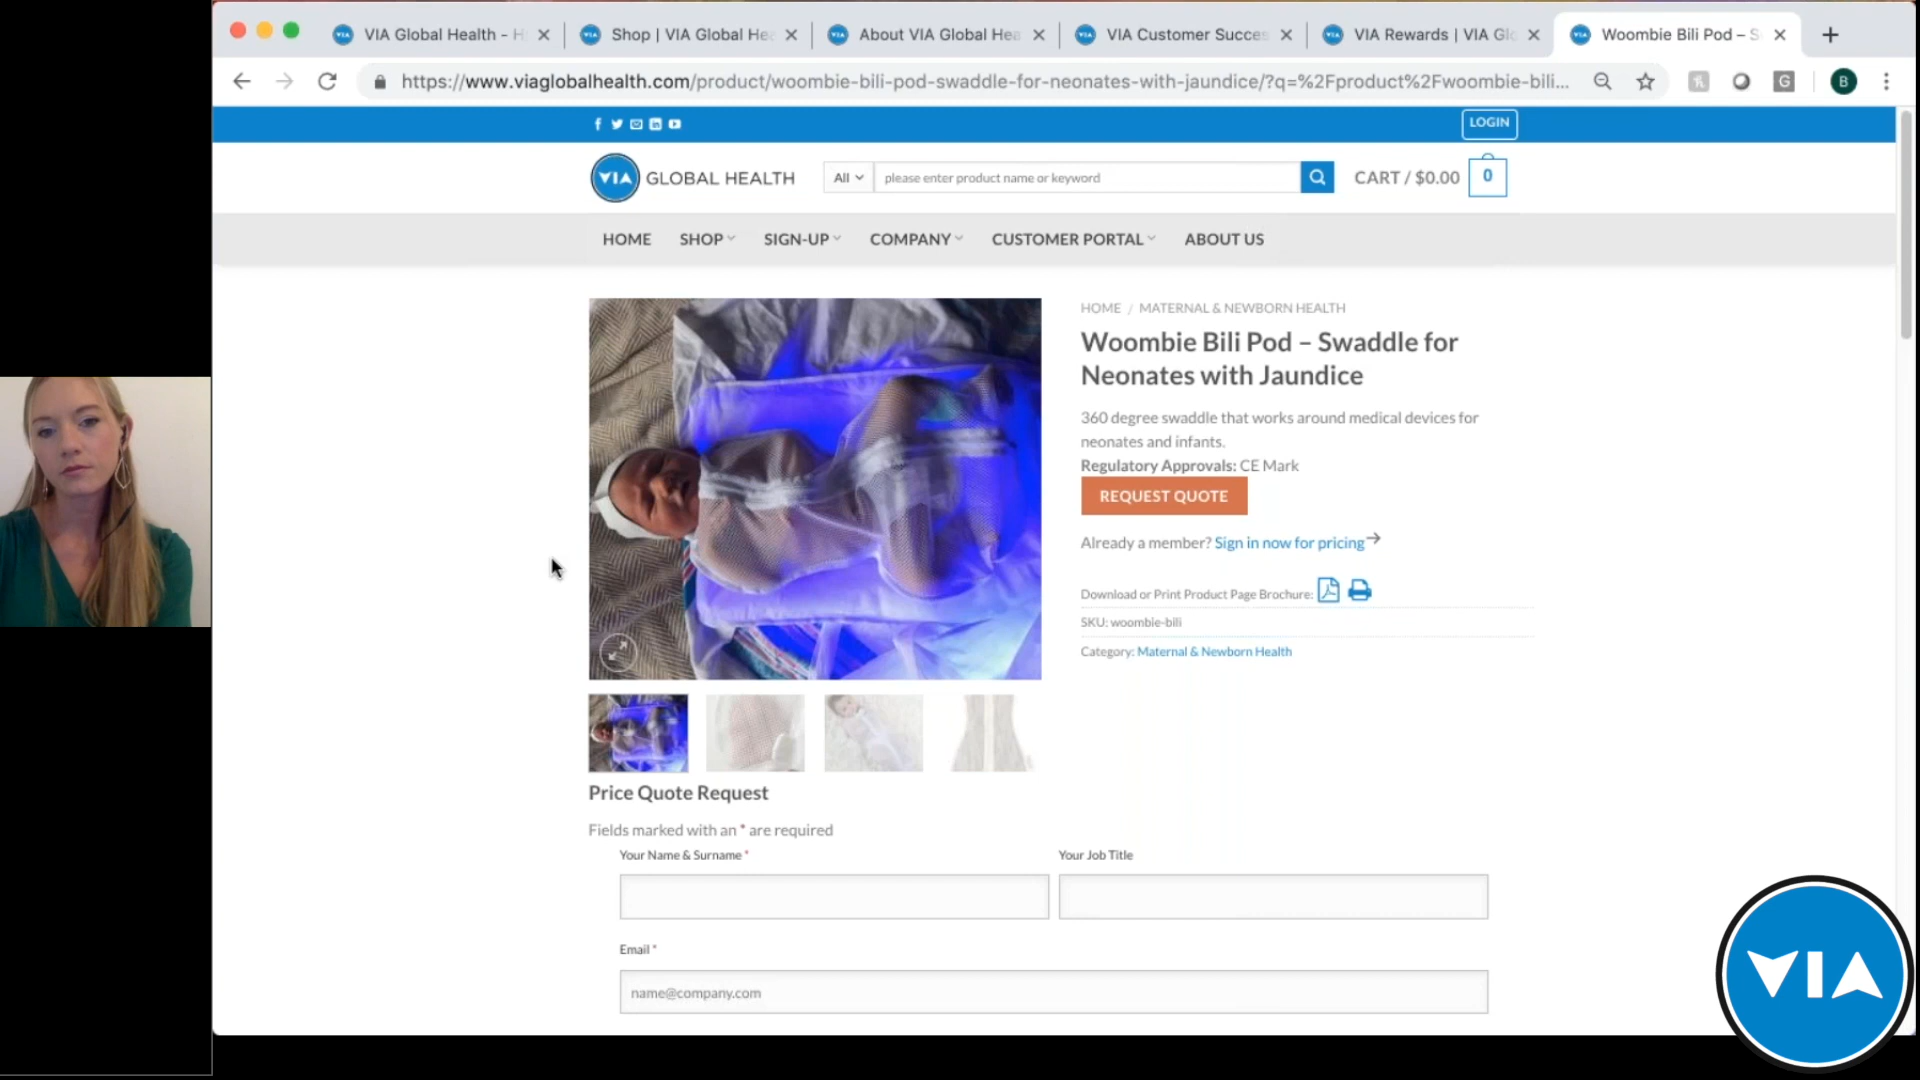 VIA Global Health - H
Shop | VIA Global Hea
About VIA Global Hea
VIA Customer Succes
VIA Rewards | VIA Glo
Woombie Bili Pod – S
https://www.viaglobalhealth.com/product/woombie-bili-pod-swaddle-for-neonates-with-jaundice/?q=%2Fproduct%2Fwoombie-bili...
G
B
LOGIN
VIA GLOBAL HEALTH
All
please enter product name or keyword
CART / $0.00
0
HOME
SHOP
SIGN-UP
COMPANY
CUSTOMER PORTAL
ABOUT US
HOME / MATERNAL & NEWBORN HEALTH
Woombie Bili Pod – Swaddle for
Neonates with Jaundice
360 degree swaddle that works around medical devices for
neonates and infants.
Regulatory Approvals: CE Mark
REQUEST QUOTE
Already a member? Sign in now for pricing
Download or Print Product Page Brochure:
SKU: woombie-bili
Category: Maternal & Newborn Health
Price Quote Request
Fields marked with an * are required
Your Name & Surname *
Your Job Title
Email *
name@company.com
VIA